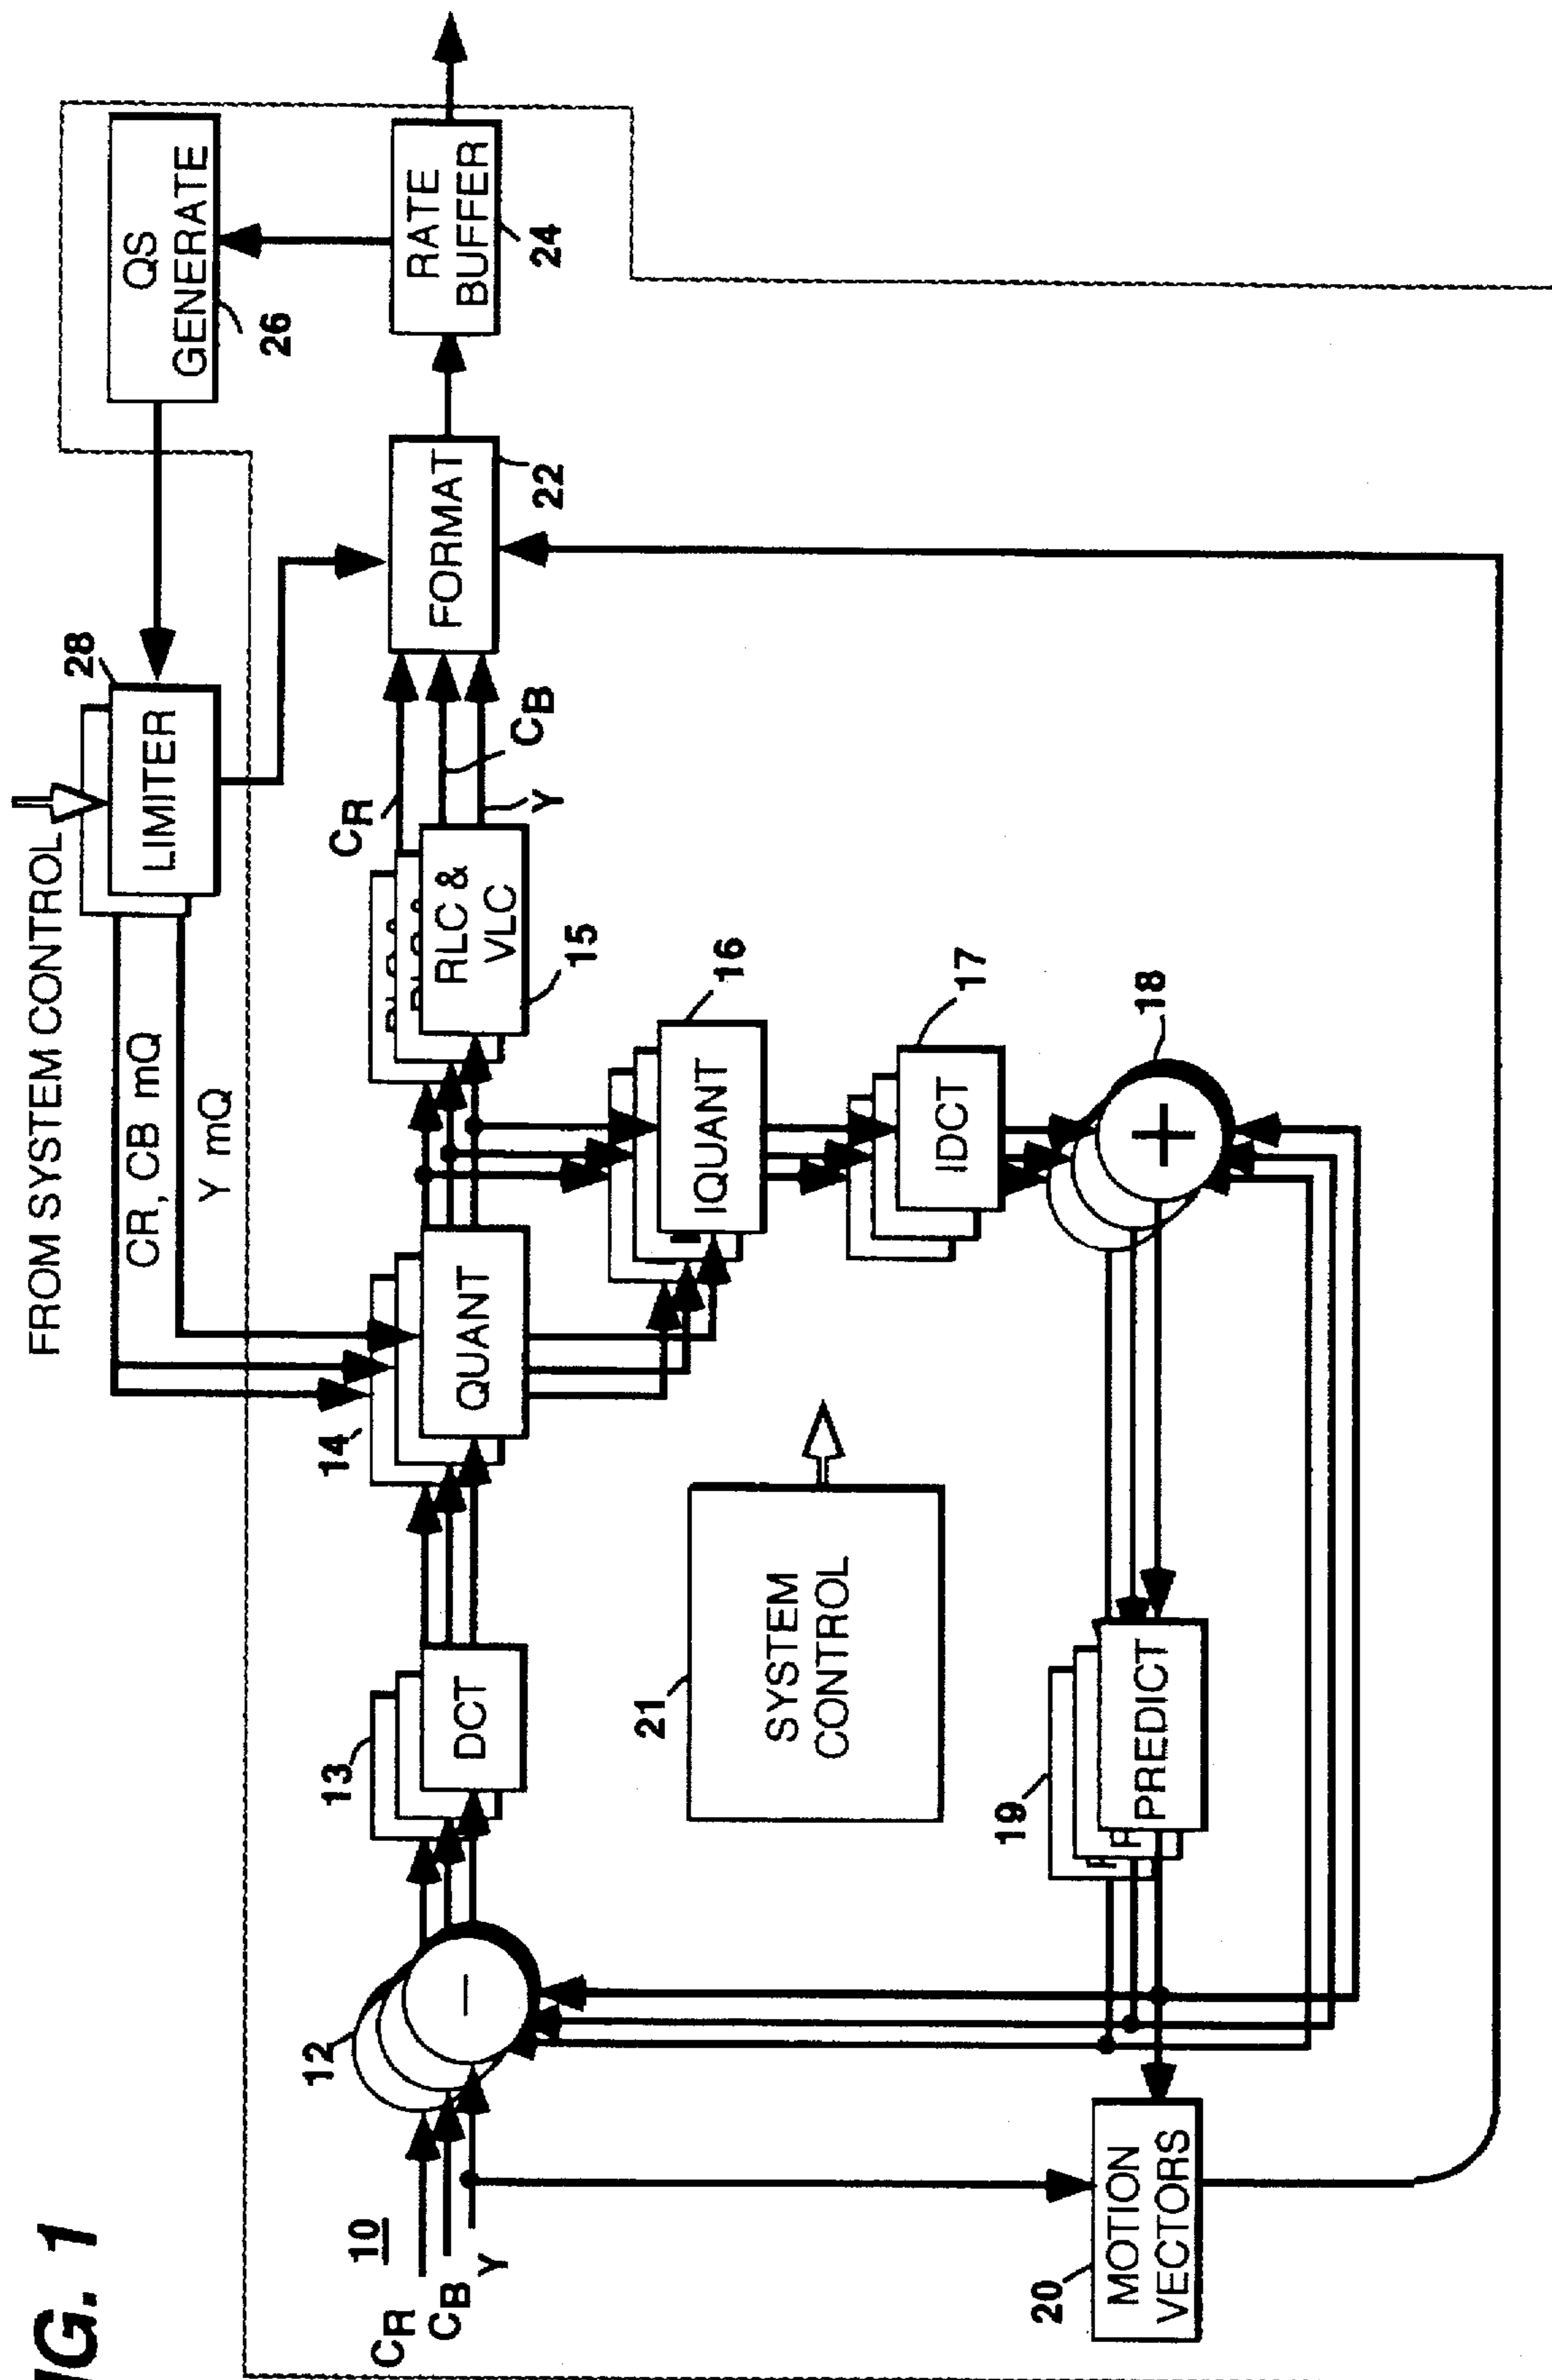 FIG. 1
FROM SYSTEM CONTROL
CR, CB mQ
Y mQ
28
LIMITER
QS
GENERATE
26
10
CR
CB
Y
12
–
13
DCT
14
QUANT
CR
CB
Y
RLC &
VLC
15
FORMAT
22
RATE
BUFFER
24
IQUANT
16
IDCT
17
+
18
21
SYSTEM
CONTROL
19
PREDICT
20
MOTION
VECTORS